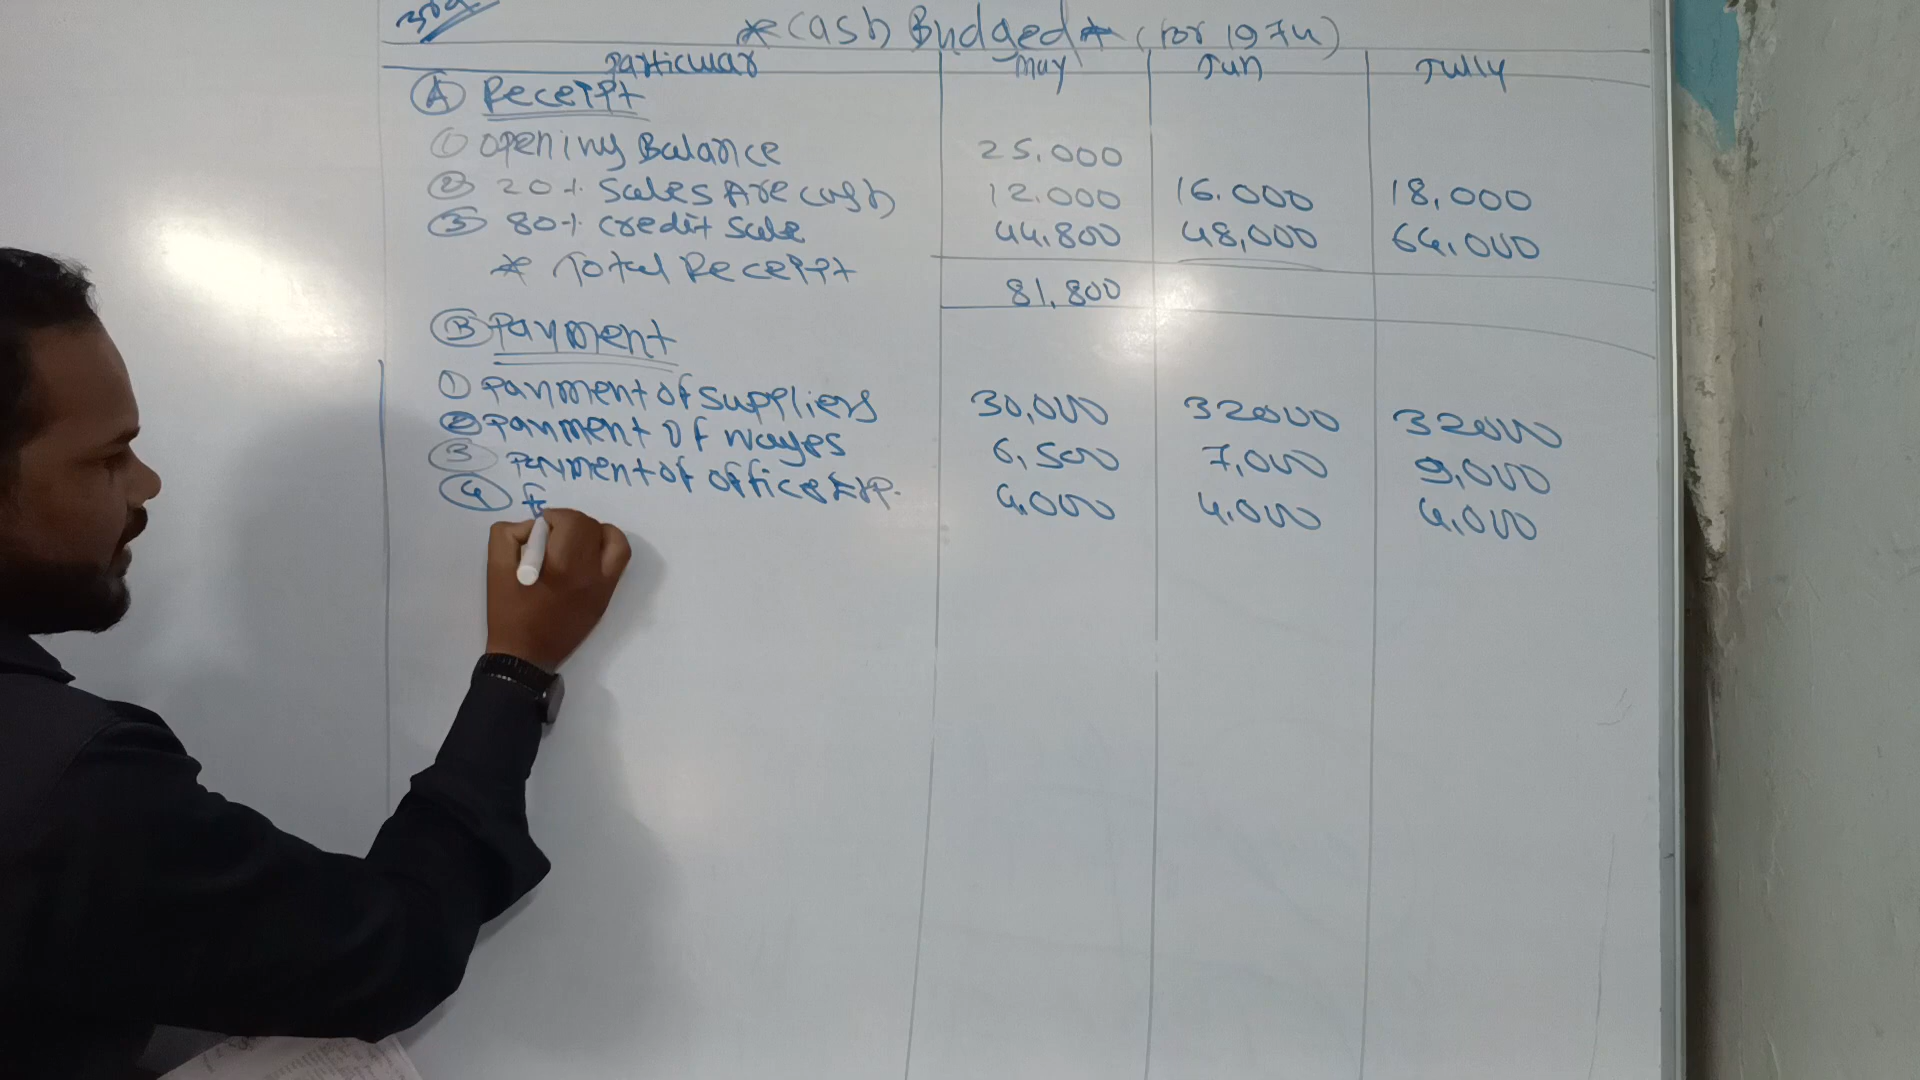 *Cash Budged* (for 1974)
Particular May Jun Jully
(A) Receipt
(1) Opening Balance 25.000
(2) 20% Sales Are cash 12.000 16.000 18,000
(3) 80% credit Sale 44.800 48,000 64,000
* Total Receipt 81,800
(B) Payment
(1) Payment of Suppliers 30,000 32000 32000
(2) Payment of wages 6,500 7,000 9,000
(3) Payment of office Exp. 4,000 4,000 4,000
(4)